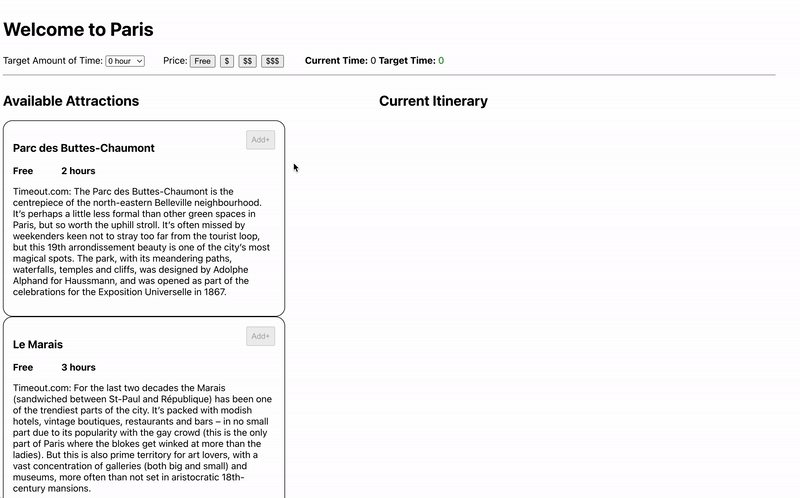 Welcome to Paris
Target Amount of Time: 0 hour Price: Free $ $$ $$$ Current Time: 0 Target Time: 0
Available Attractions
Current Itinerary
Add+
Parc des Buttes-Chaumont
Free 2 hours
Timeout.com: The Parc des Buttes-Chaumont is the
centrepiece of the north-eastern Belleville neighbourhood.
It’s perhaps a little less formal than other green spaces in
Paris, but so worth the uphill stroll. It’s often missed by
weekenders keen not to stray too far from the tourist loop,
but this 19th arrondissement beauty is one of the city’s most
magical spots. The park, with its meandering paths,
waterfalls, temples and cliffs, was designed by Adolphe
Alphand for Haussmann, and was opened as part of the
celebrations for the Exposition Universelle in 1867.
Add+
Le Marais
Free 3 hours
Timeout.com: For the last two decades the Marais
(sandwiched between St-Paul and République) has been one
of the trendiest parts of the city. It’s packed with modish
hotels, vintage boutiques, restaurants and bars – in no small
part due to its popularity with the gay crowd (this is the only
part of Paris where the blokes get winked at more than the
ladies). But this is also prime territory for art lovers, with a
vast concentration of galleries (both big and small) and
museums, more often than not set in aristocratic 18th-
century mansions.